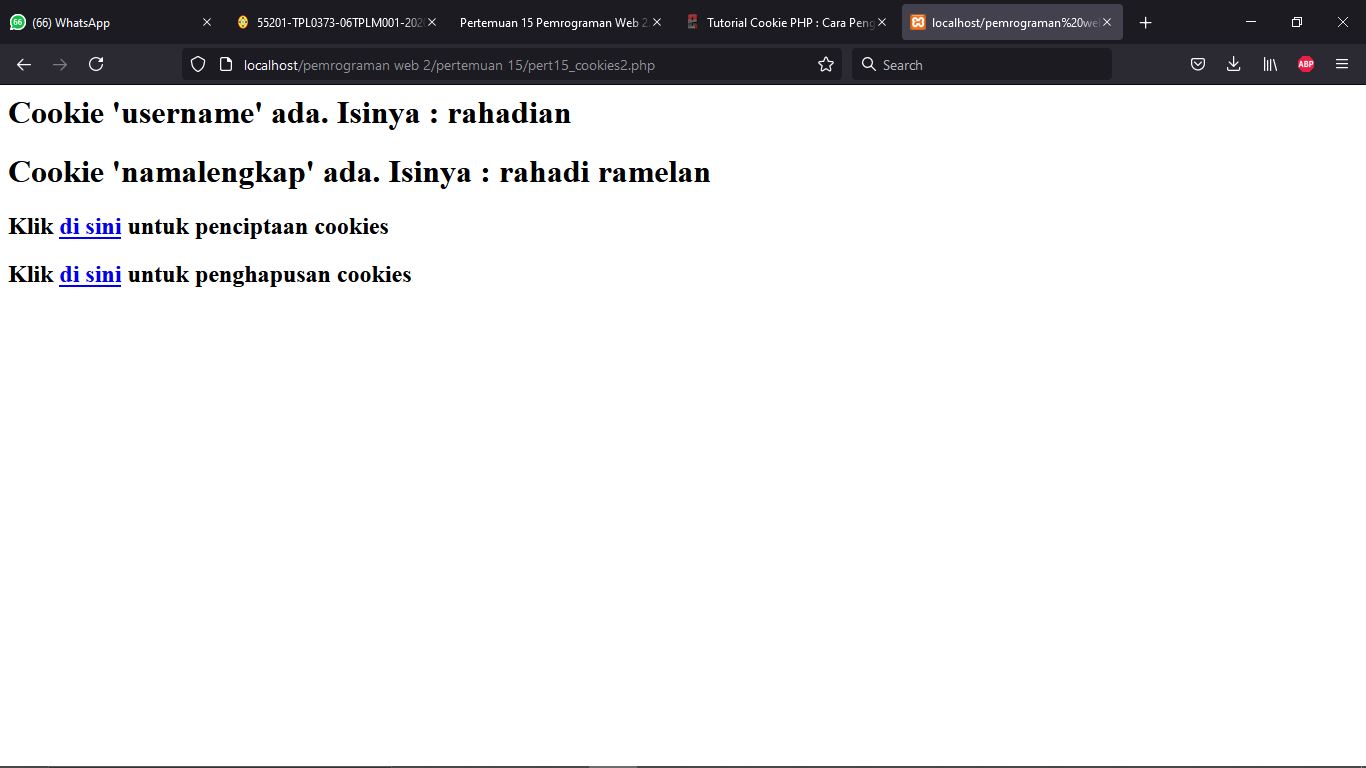 66 (66) WhatsApp
55201-TPL0373-06TPLM001-202
Pertemuan 15 Pemrograman Web 2
Tutorial Cookie PHP : Cara Peng
localhost/pemrograman%20we
localhost/pemrograman web 2/pertemuan 15/pert15_cookies2.php
Search
ABP
Cookie 'username' ada. Isinya : rahadian
Cookie 'namalengkap' ada. Isinya : rahadi ramelan
Klik di sini untuk penciptaan cookies
Klik di sini untuk penghapusan cookies